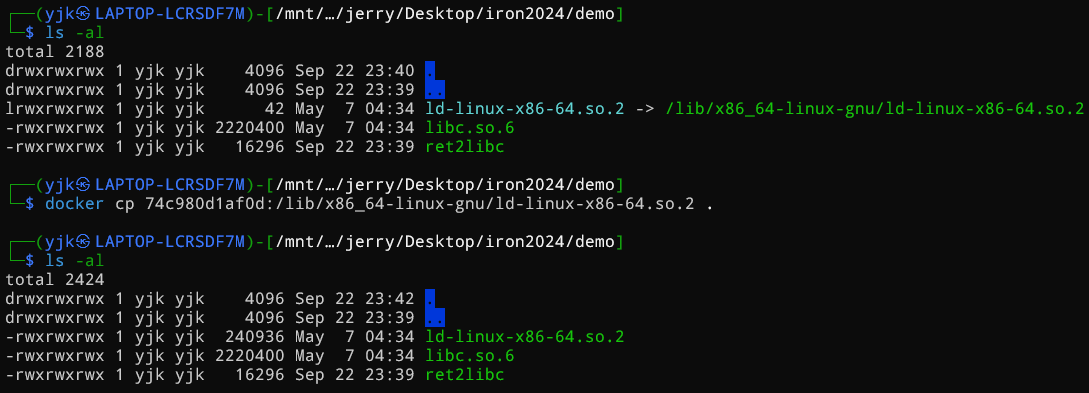 ┌──(yjk㉿LAPTOP-LCRSDF7M)-[/mnt/…/jerry/Desktop/iron2024/demo]
└─$ ls -al
total 2188
drwxrwxrwx 1 yjk yjk    4096 Sep 22 23:40 .
drwxrwxrwx 1 yjk yjk    4096 Sep 22 23:39 ..
lrwxrwxrwx 1 yjk yjk      42 May  7 04:34 ld-linux-x86-64.so.2 -> /lib/x86_64-linux-gnu/ld-linux-x86-64.so.2
-rwxrwxrwx 1 yjk yjk 2220400 May  7 04:34 libc.so.6
-rwxrwxrwx 1 yjk yjk   16296 Sep 22 23:39 ret2libc
┌──(yjk㉿LAPTOP-LCRSDF7M)-[/mnt/…/jerry/Desktop/iron2024/demo]
└─$ docker cp 74c980d1af0d:/lib/x86_64-linux-gnu/ld-linux-x86-64.so.2 .
┌──(yjk㉿LAPTOP-LCRSDF7M)-[/mnt/…/jerry/Desktop/iron2024/demo]
└─$ ls -al
total 2424
drwxrwxrwx 1 yjk yjk    4096 Sep 22 23:42 .
drwxrwxrwx 1 yjk yjk    4096 Sep 22 23:39 ..
-rwxrwxrwx 1 yjk yjk  240936 May  7 04:34 ld-linux-x86-64.so.2
-rwxrwxrwx 1 yjk yjk 2220400 May  7 04:34 libc.so.6
-rwxrwxrwx 1 yjk yjk   16296 Sep 22 23:39 ret2libc